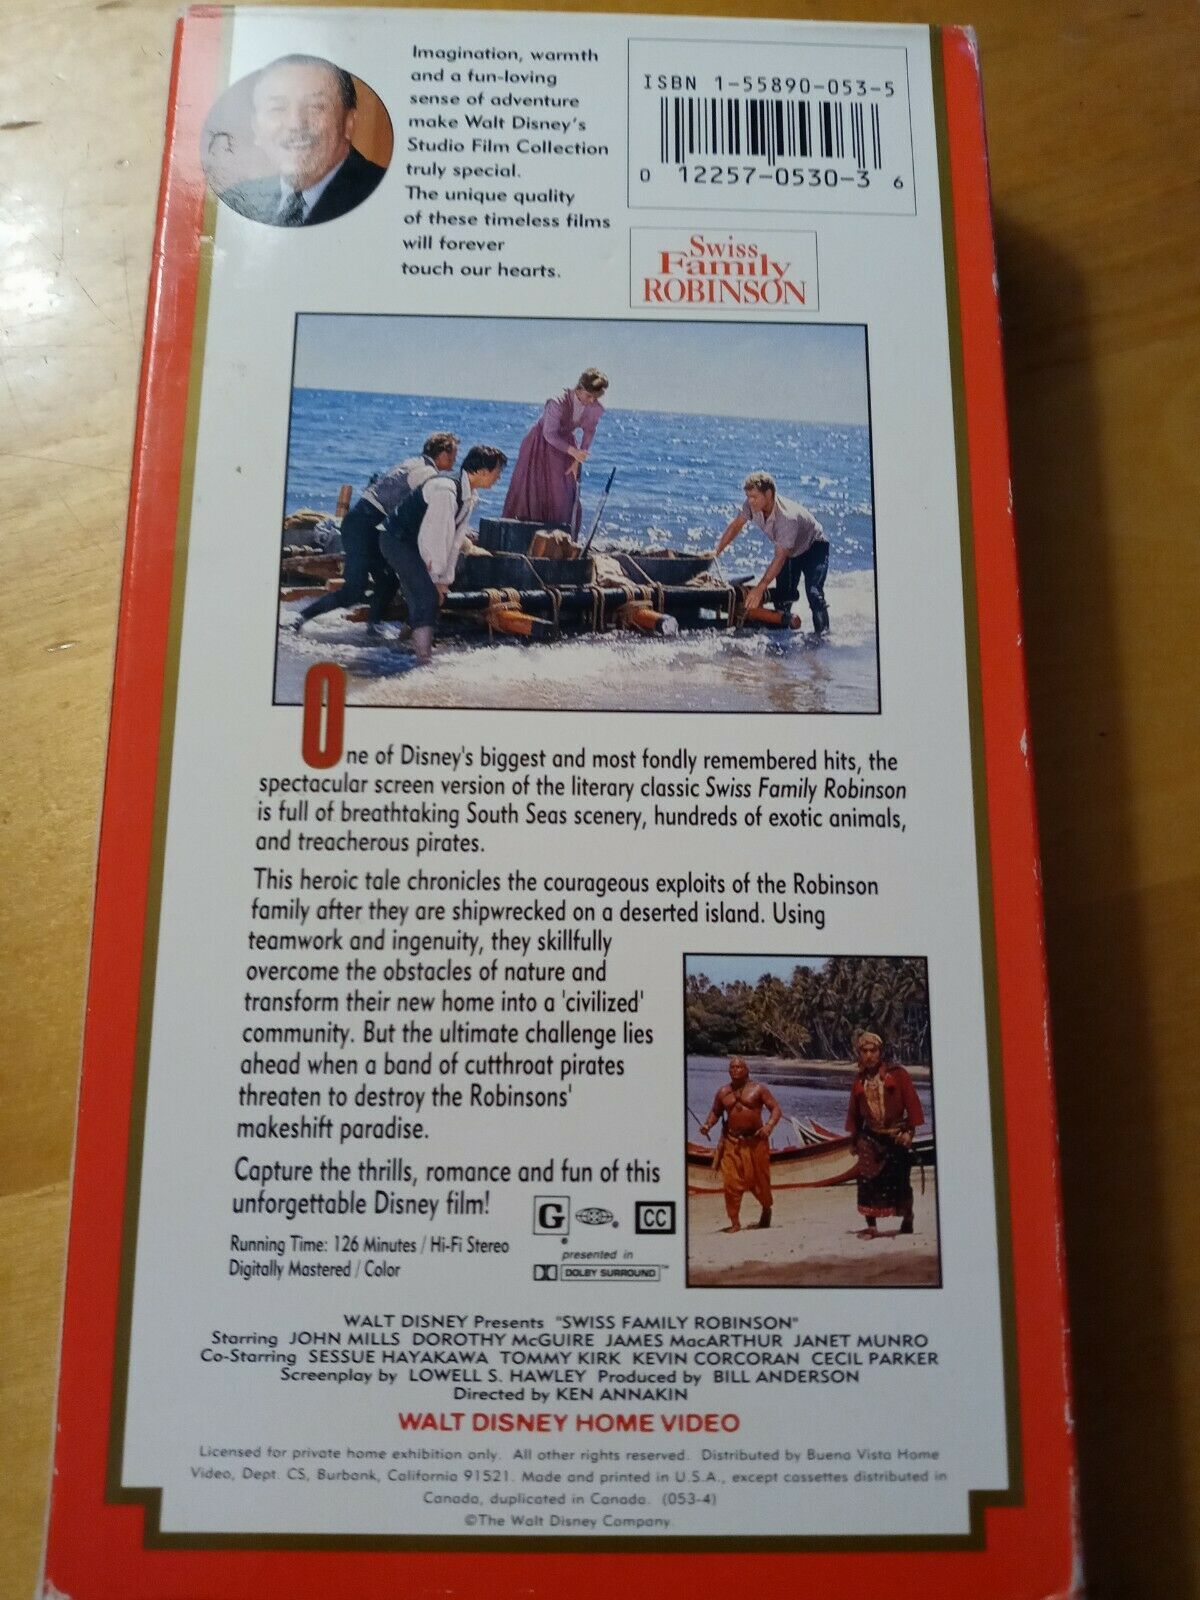 Imagination, warmth
and a fun-loving
sense of adventure
make Walt Disney's
Studio Film Collection
truly special.
The unique quality
of these timeless films
will forever
touch our hearts.
ISBN 1-55890-053-5
0 12257-0530-3 6
Swiss
Family
ROBINSON
One of Disney's biggest and most fondly remembered hits, the
spectacular screen version of the literary classic Swiss Family Robinson
is full of breathtaking South Seas scenery, hundreds of exotic animals,
and treacherous pirates.
This heroic tale chronicles the courageous exploits of the Robinson
family after they are shipwrecked on a deserted island. Using
teamwork and ingenuity, they skillfully
overcome the obstacles of nature and
transform their new home into a 'civilized'
community. But the ultimate challenge lies
ahead when a band of cutthroat pirates
threaten to destroy the Robinsons'
makeshift paradise.
Capture the thrills, romance and fun of this
unforgettable Disney film!
G ® CC
Running Time: 126 Minutes / Hi-Fi Stereo
Digitally Mastered / Color
presented in
DOLBY SURROUND™
WALT DISNEY Presents "SWISS FAMILY ROBINSON"
Starring JOHN MILLS DOROTHY McGUIRE JAMES MacARTHUR JANET MUNRO
Co-Starring SESSUE HAYAKAWA TOMMY KIRK KEVIN CORCORAN CECIL PARKER
Screenplay by LOWELL S. HAWLEY Produced by BILL ANDERSON
Directed by KEN ANNAKIN
WALT DISNEY HOME VIDEO
Licensed for private home exhibition only. All other rights reserved. Distributed by Buena Vista Home
Video, Dept. CS, Burbank, California 91521. Made and printed in U.S.A., except cassettes distributed in
Canada, duplicated in Canada. (053-4)
©The Walt Disney Company